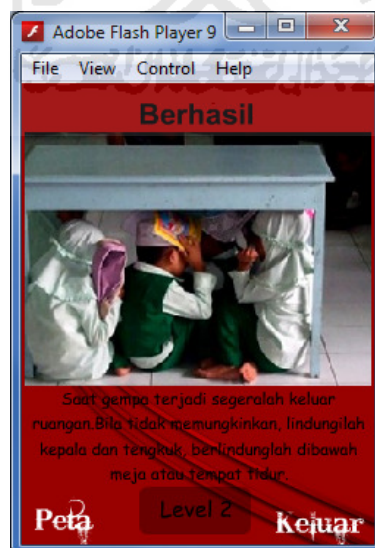 Adobe Flash Player 9
File View Control Help
Berhasil
Saat gempa terjadi segeralah keluar
ruangan.Bila tidak memungkinkan, lindungilah
kepala dan tengkuk, berlindunglah dibawah
meja atau tempat tidur.
Level 2
Peta
Keluar